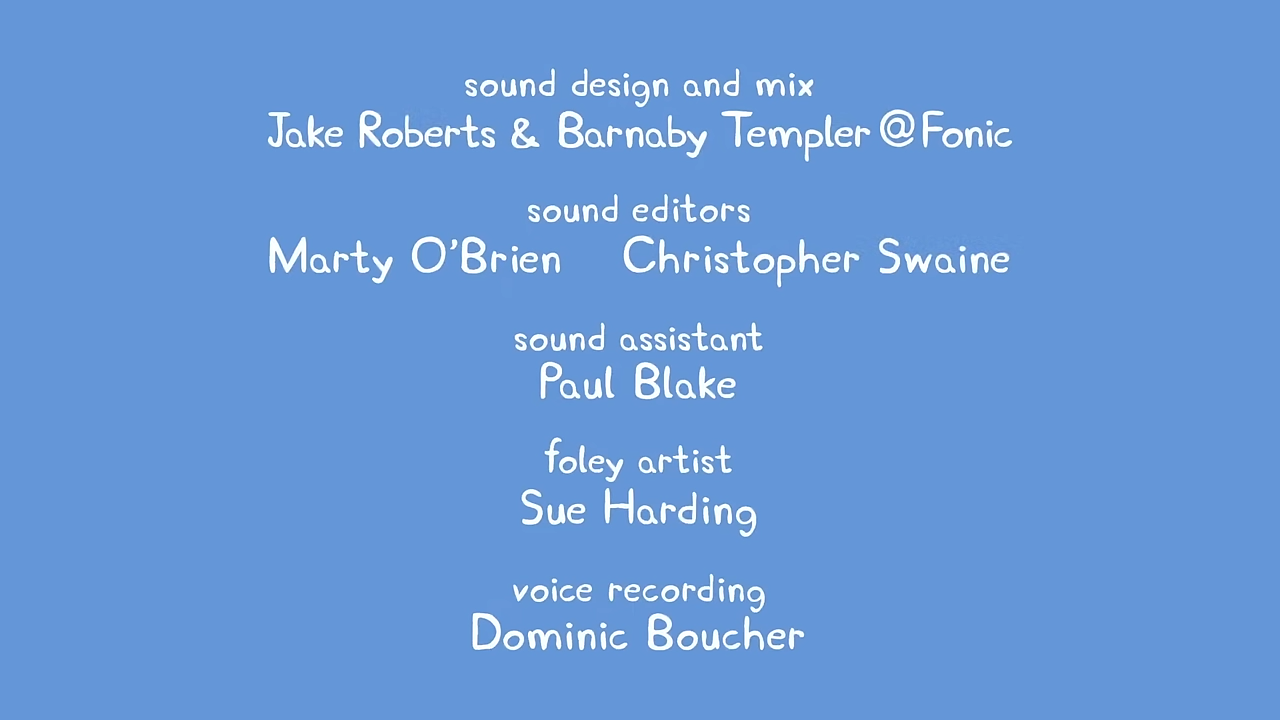 sound design and mix
Jake Roberts & Barnaby Templer @Fonic
sound editors
Marty O’Brien Christopher Swaine
sound assistant
Paul Blake
foley artist
Sue Harding
voice recording
Dominic Boucher